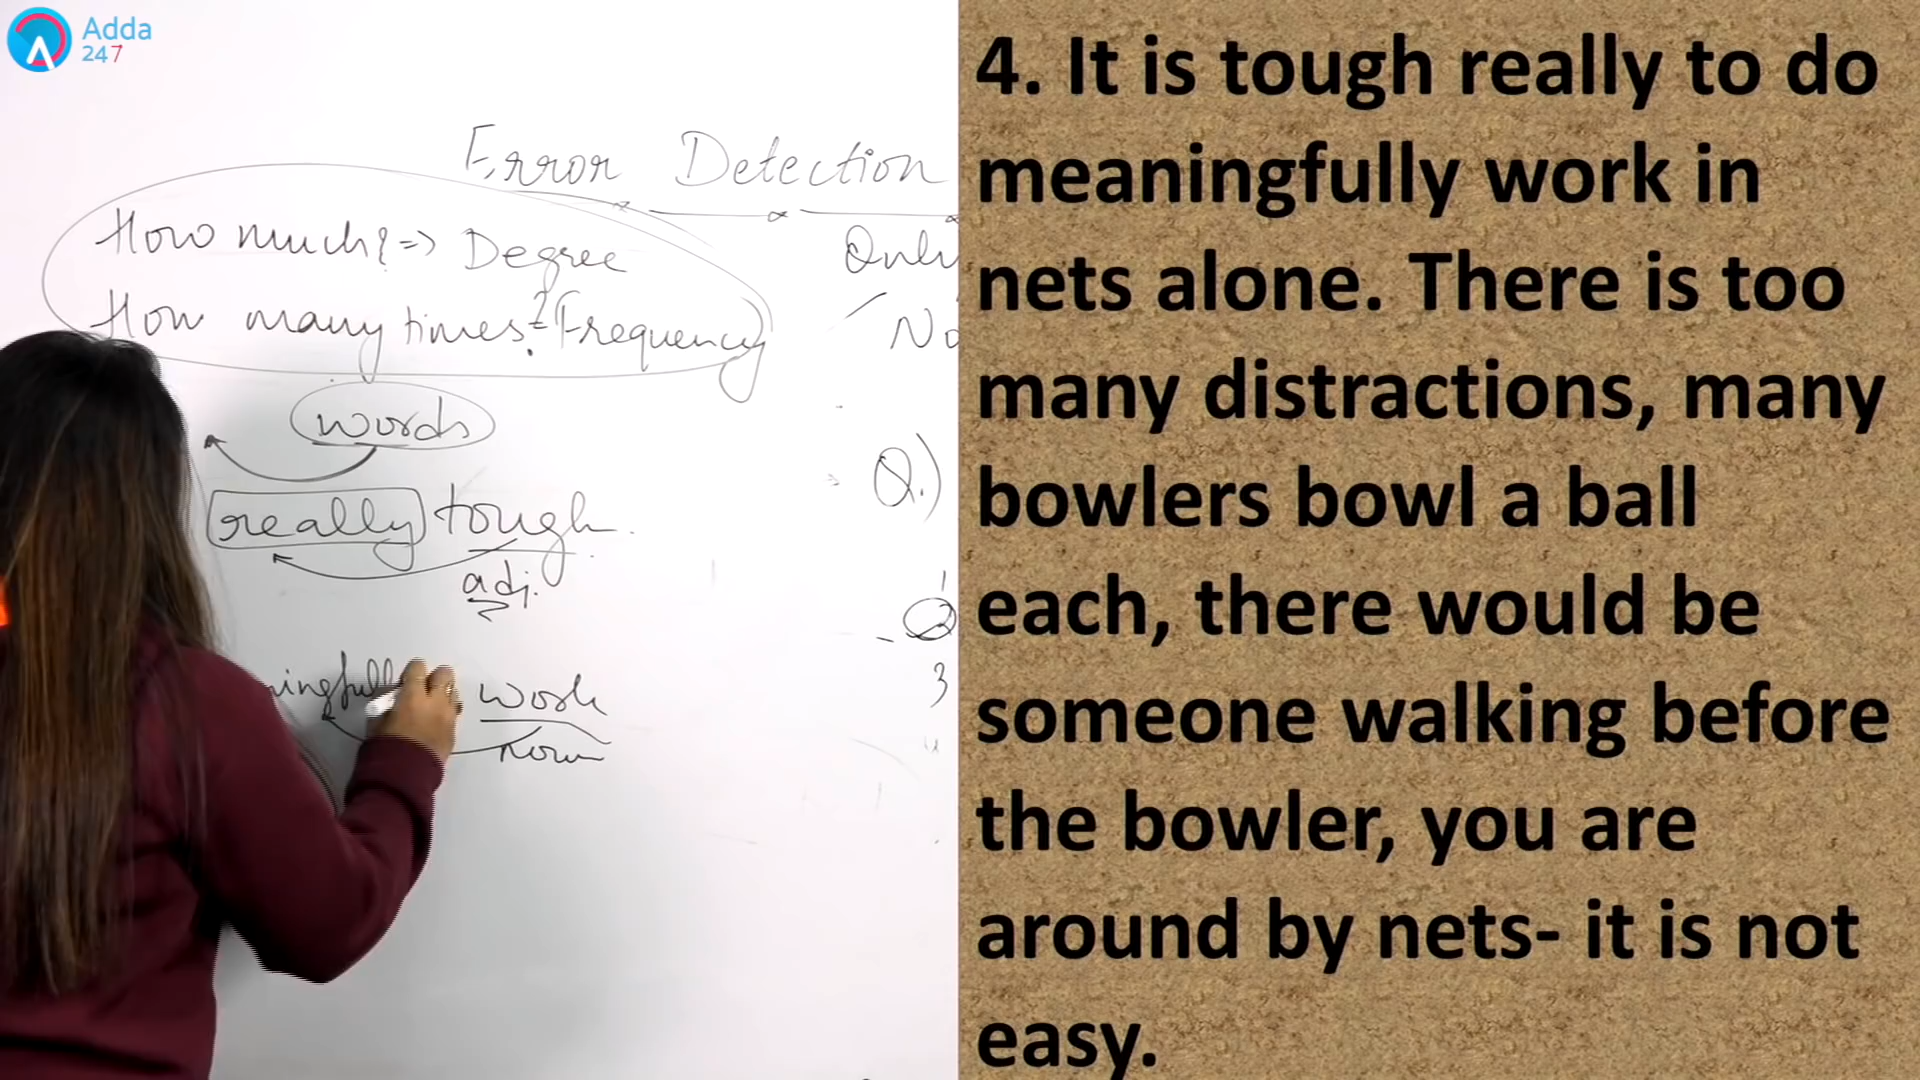 Adda
247
Error Detection
How much? => Degree
How many times? = Frequency
words
really tough.
adj.
work
noun
Q.)
2
3
4. It is tough really to do
meaningfully work in
nets alone. There is too
many distractions, many
bowlers bowl a ball
each, there would be
someone walking before
the bowler, you are
around by nets- it is not
easy.